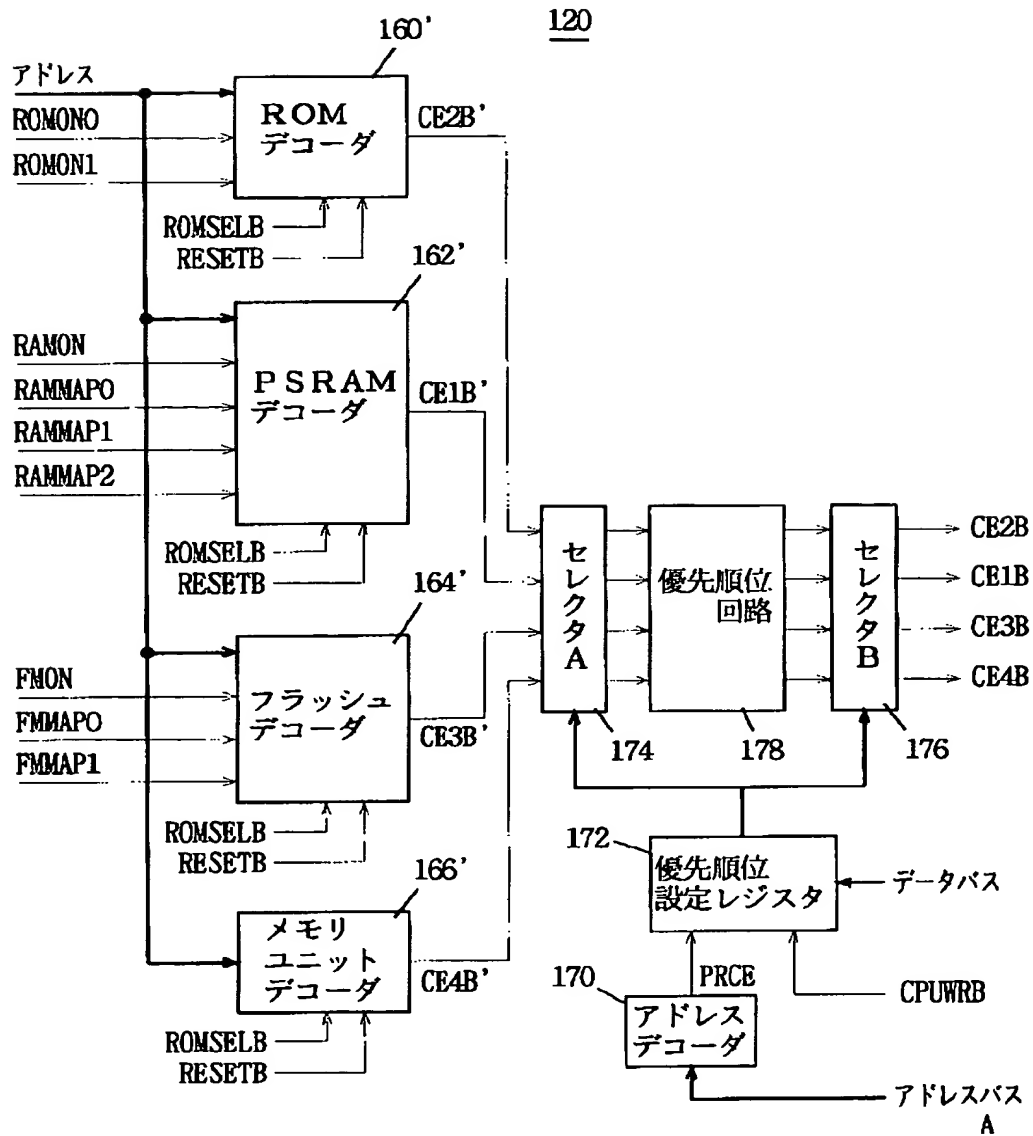 120
160'
アドレス
ROMON0
ROMON1
ROM
デコーダ
CE2B'
ROMSELB
RESETB
162'
RAMON
RAMMAP0
RAMMAP1
RAMMAP2
PSRAM
デコーダ
CE1B'
ROMSELB
RESETB
164'
FMON
FMMAP0
FMMAP1
フラッシュ
デコーダ
CE3B'
ROMSELB
RESETB
166'
メモリ
ユニット
デコーダ
CE4B'
ROMSELB
RESETB
セレクタA
優先順位
回路
セレクタB
CE2B
CE1B
CE3B
CE4B
174
178
176
172
優先順位
設定レジスタ
データバス
PRCE
CPUWRB
170
アドレス
デコーダ
アドレスバス
A